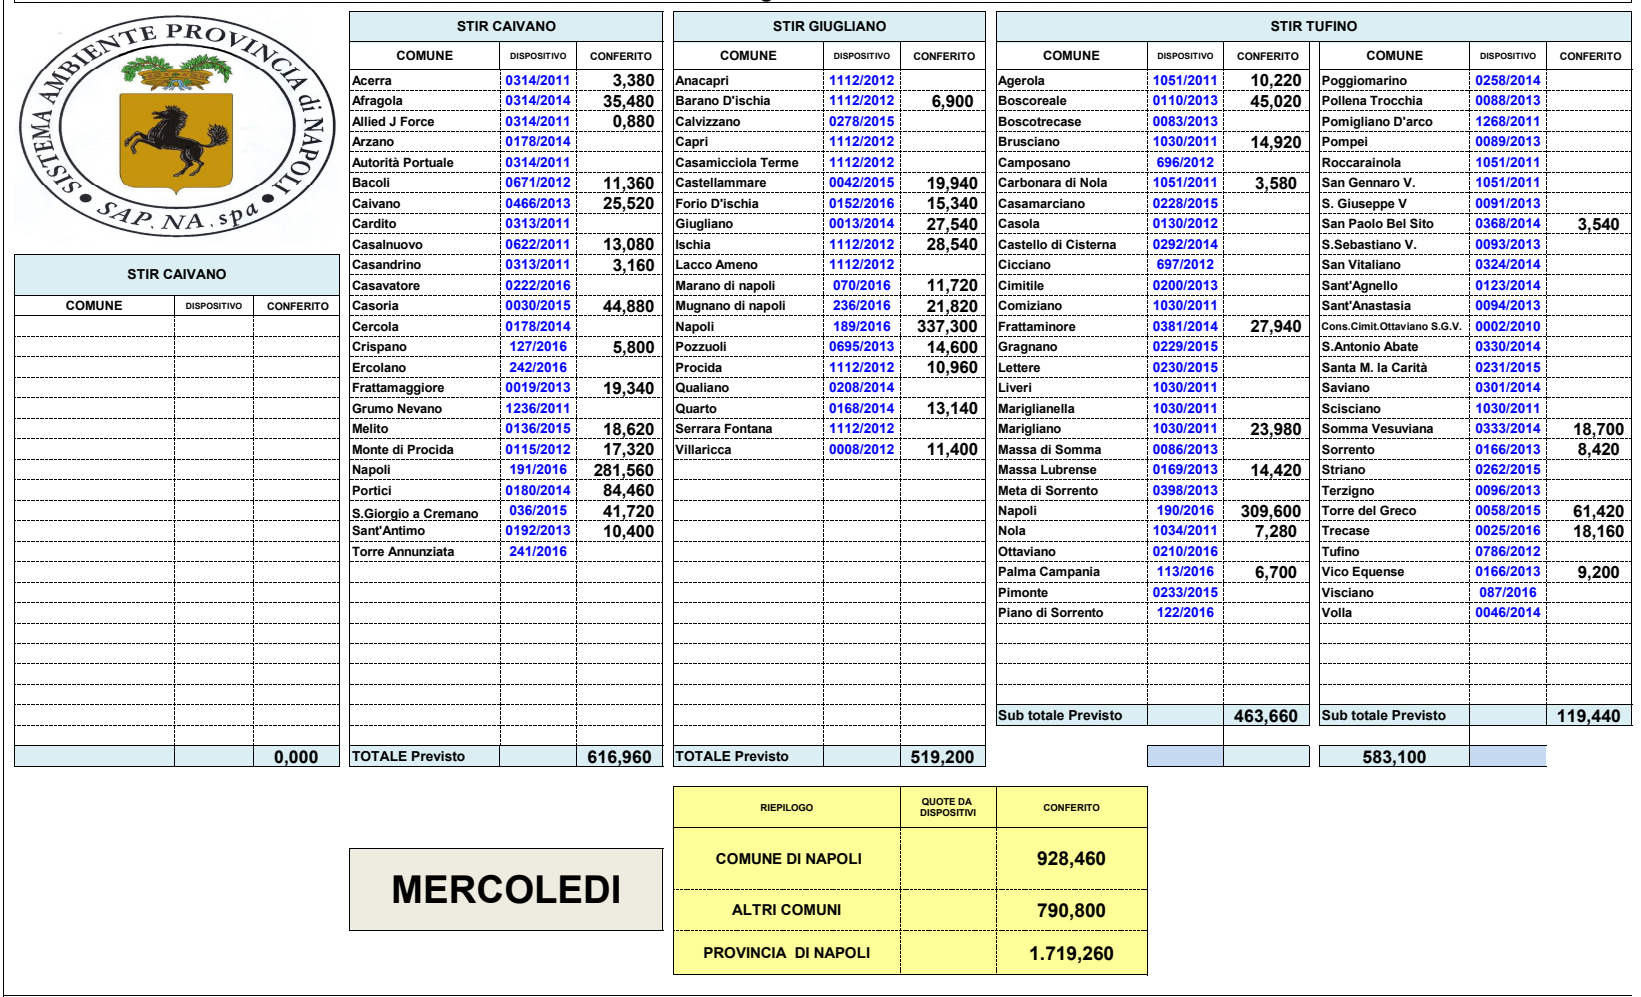 SISTEMA AMBIENTE PROVINCIA di NAPOLI
SAP. NA. spa
STIR CAIVANO
COMUNE DISPOSITIVO CONFERITO
0,000
STIR CAIVANO
COMUNE DISPOSITIVO CONFERITO
Acerra 0314/2011 3,380
Afragola 0314/2014 35,480
Allied J Force 0314/2011 0,880
Arzano 0178/2014
Autorità Portuale 0314/2011
Bacoli 0671/2012 11,360
Caivano 0466/2013 25,520
Cardito 0313/2011
Casalnuovo 0622/2011 13,080
Casandrino 0313/2011 3,160
Casavatore 0222/2016
Casoria 0030/2015 44,880
Cercola 0178/2014
Crispano 127/2016 5,800
Ercolano 242/2016
Frattamaggiore 0019/2013 19,340
Grumo Nevano 1236/2011
Melito 0136/2015 18,620
Monte di Procida 0115/2012 17,320
Napoli 191/2016 281,560
Portici 0180/2014 84,460
S.Giorgio a Cremano 036/2015 41,720
Sant'Antimo 0192/2013 10,400
Torre Annunziata 241/2016
TOTALE Previsto 616,960
STIR GIUGLIANO
COMUNE DISPOSITIVO CONFERITO
Anacapri 1112/2012
Barano D'ischia 1112/2012 6,900
Calvizzano 0278/2015
Capri 1112/2012
Casamicciola Terme 1112/2012
Castellammare 0042/2015 19,940
Forio D'ischia 0152/2016 15,340
Giugliano 0013/2014 27,540
Ischia 1112/2012 28,540
Lacco Ameno 1112/2012
Marano di napoli 070/2016 11,720
Mugnano di napoli 236/2016 21,820
Napoli 189/2016 337,300
Pozzuoli 0695/2013 14,600
Procida 1112/2012 10,960
Qualiano 0208/2014
Quarto 0168/2014 13,140
Serrara Fontana 1112/2012
Villaricca 0008/2012 11,400
TOTALE Previsto 519,200
STIR TUFINO
COMUNE DISPOSITIVO CONFERITO
Agerola 1051/2011 10,220
Boscoreale 0110/2013 45,020
Boscotrecase 0083/2013
Brusciano 1030/2011 14,920
Camposano 696/2012
Carbonara di Nola 1051/2011 3,580
Casamarciano 0228/2015
Casola 0130/2012
Castello di Cisterna 0292/2014
Cicciano 697/2012
Cimitile 0200/2013
Comiziano 1030/2011
Frattaminore 0381/2014 27,940
Gragnano 0229/2015
Lettere 0230/2015
Liveri 1030/2011
Mariglianella 1030/2011
Marigliano 1030/2011 23,980
Massa di Somma 0086/2013
Massa Lubrense 0169/2013 14,420
Meta di Sorrento 0398/2013
Napoli 190/2016 309,600
Nola 1034/2011 7,280
Ottaviano 0210/2016
Palma Campania 113/2016 6,700
Pimonte 0233/2015
Piano di Sorrento 122/2016
Sub totale Previsto 463,660
COMUNE DISPOSITIVO CONFERITO
Poggiomarino 0258/2014
Pollena Trocchia 0088/2013
Pomigliano D'arco 1268/2011
Pompei 0089/2013
Roccarainola 1051/2011
San Gennaro V. 1051/2011
S. Giuseppe V 0091/2013
San Paolo Bel Sito 0368/2014 3,540
S.Sebastiano V. 0093/2013
San Vitaliano 0324/2014
Sant'Agnello 0123/2014
Sant'Anastasia 0094/2013
Cons.Cimit.Ottaviano S.G.V. 0002/2010
S.Antonio Abate 0330/2014
Santa M. la Carità 0231/2015
Saviano 0301/2014
Scisciano 1030/2011
Somma Vesuviana 0333/2014 18,700
Sorrento 0166/2013 8,420
Striano 0262/2015
Terzigno 0096/2013
Torre del Greco 0058/2015 61,420
Trecase 0025/2016 18,160
Tufino 0786/2012
Vico Equense 0166/2013 9,200
Visciano 087/2016
Volla 0046/2014
Sub totale Previsto 119,440
583,100
MERCOLEDI
RIEPILOGO QUOTE DA DISPOSITIVI CONFERITO
COMUNE DI NAPOLI 928,460
ALTRI COMUNI 790,800
PROVINCIA DI NAPOLI 1.719,260